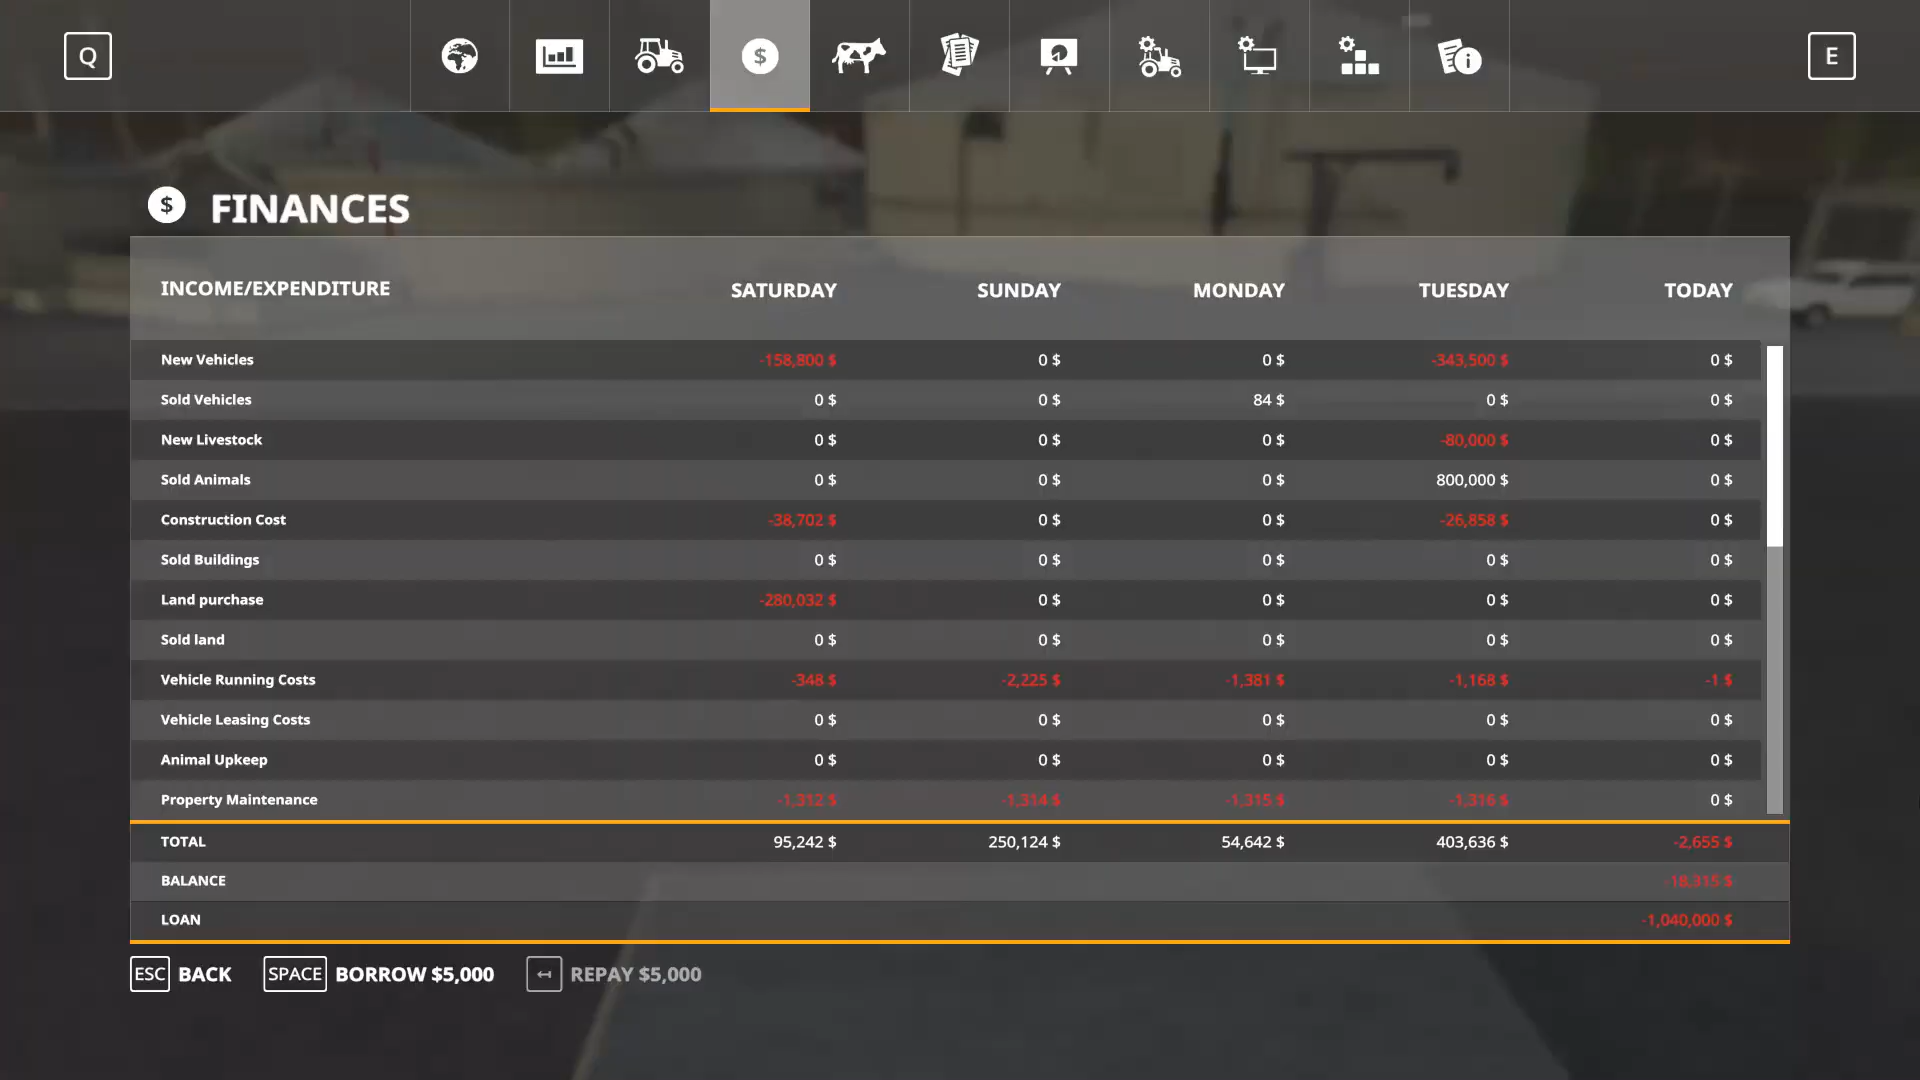 Q
E
FINANCES
INCOME/EXPENDITURE SATURDAY SUNDAY MONDAY TUESDAY TODAY
New Vehicles -158,800 $ 0 $ 0 $ -343,500 $ 0 $
Sold Vehicles 0 $ 0 $ 84 $ 0 $ 0 $
New Livestock 0 $ 0 $ 0 $ -80,000 $ 0 $
Sold Animals 0 $ 0 $ 0 $ 800,000 $ 0 $
Construction Cost -38,702 $ 0 $ 0 $ -26,858 $ 0 $
Sold Buildings 0 $ 0 $ 0 $ 0 $ 0 $
Land purchase -280,032 $ 0 $ 0 $ 0 $ 0 $
Sold land 0 $ 0 $ 0 $ 0 $ 0 $
Vehicle Running Costs -348 $ -2,225 $ -1,381 $ -1,168 $ -1 $
Vehicle Leasing Costs 0 $ 0 $ 0 $ 0 $ 0 $
Animal Upkeep 0 $ 0 $ 0 $ 0 $ 0 $
Property Maintenance -1,312 $ -1,314 $ -1,315 $ -1,316 $ 0 $
TOTAL 95,242 $ 250,124 $ 54,642 $ 403,636 $ -2,655 $
BALANCE -18,315 $
LOAN -1,040,000 $
ESC BACK SPACE BORROW $5,000 REPAY $5,000